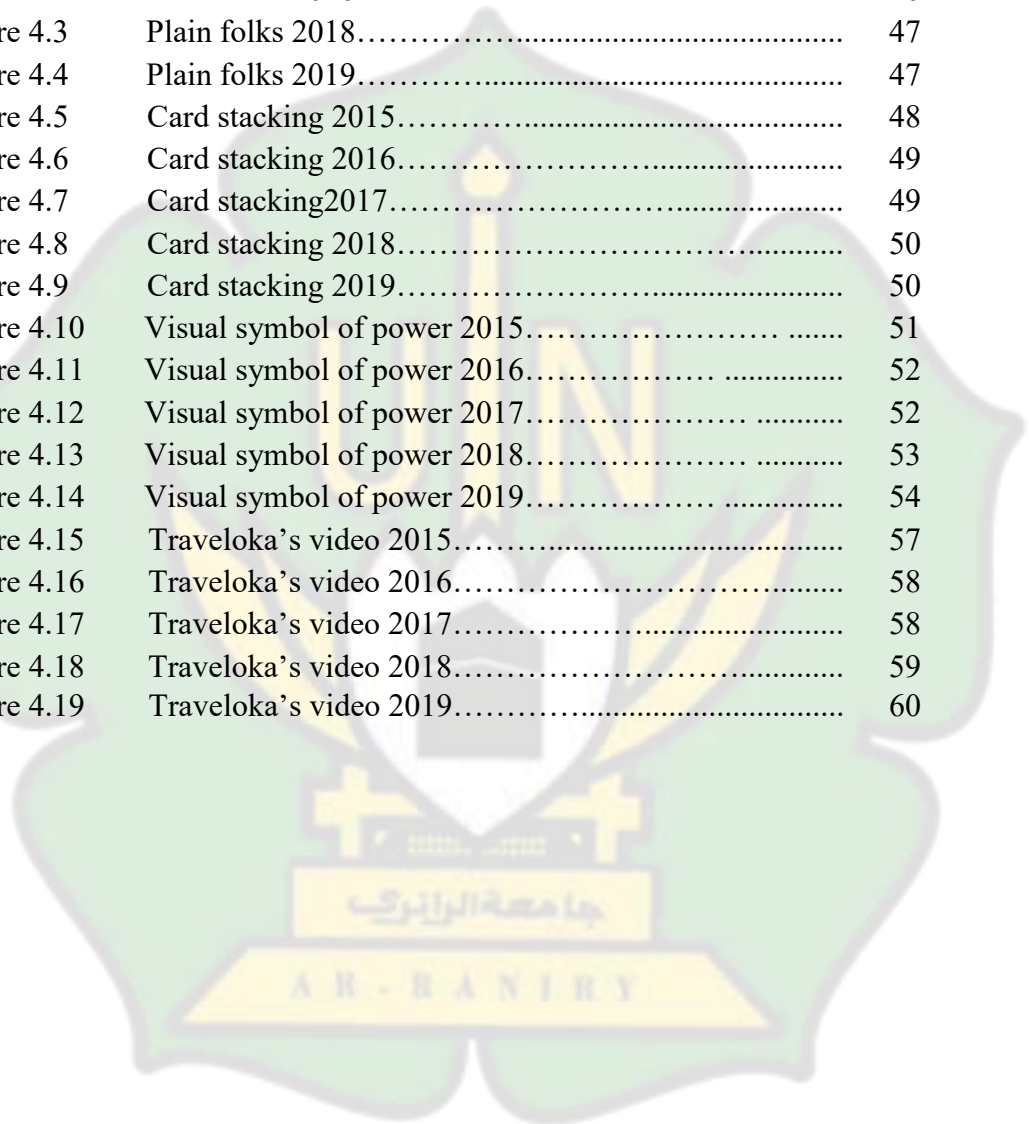 re 4.3 Plain folks 2018…………….................................................. 47
re 4.4 Plain folks 2019…………...................................................... 47
re 4.5 Card stacking 2015…………................................................ 48
re 4.6 Card stacking 2016……………………............................... 49
re 4.7 Card stacking2017………………………........................... 49
re 4.8 Card stacking 2018……………………………................. 50
re 4.9 Card stacking 2019……………………............................... 50
re 4.10 Visual symbol of power 2015…………………… ....... 51
re 4.11 Visual symbol of power 2016……………… .............. 52
re 4.12 Visual symbol of power 2017………………… ........... 52
re 4.13 Visual symbol of power 2018………………… ........... 53
re 4.14 Visual symbol of power 2019……………… .............. 54
re 4.15 Traveloka’s video 2015………........................................... 57
re 4.16 Traveloka’s video 2016…………………………......... 58
re 4.17 Traveloka’s video 2017………………........................... 58
re 4.18 Traveloka’s video 2018………………………............... 59
re 4.19 Traveloka’s video 2019…………..................................... 60
U I N
جامعةالرانري
AR-RANIRY